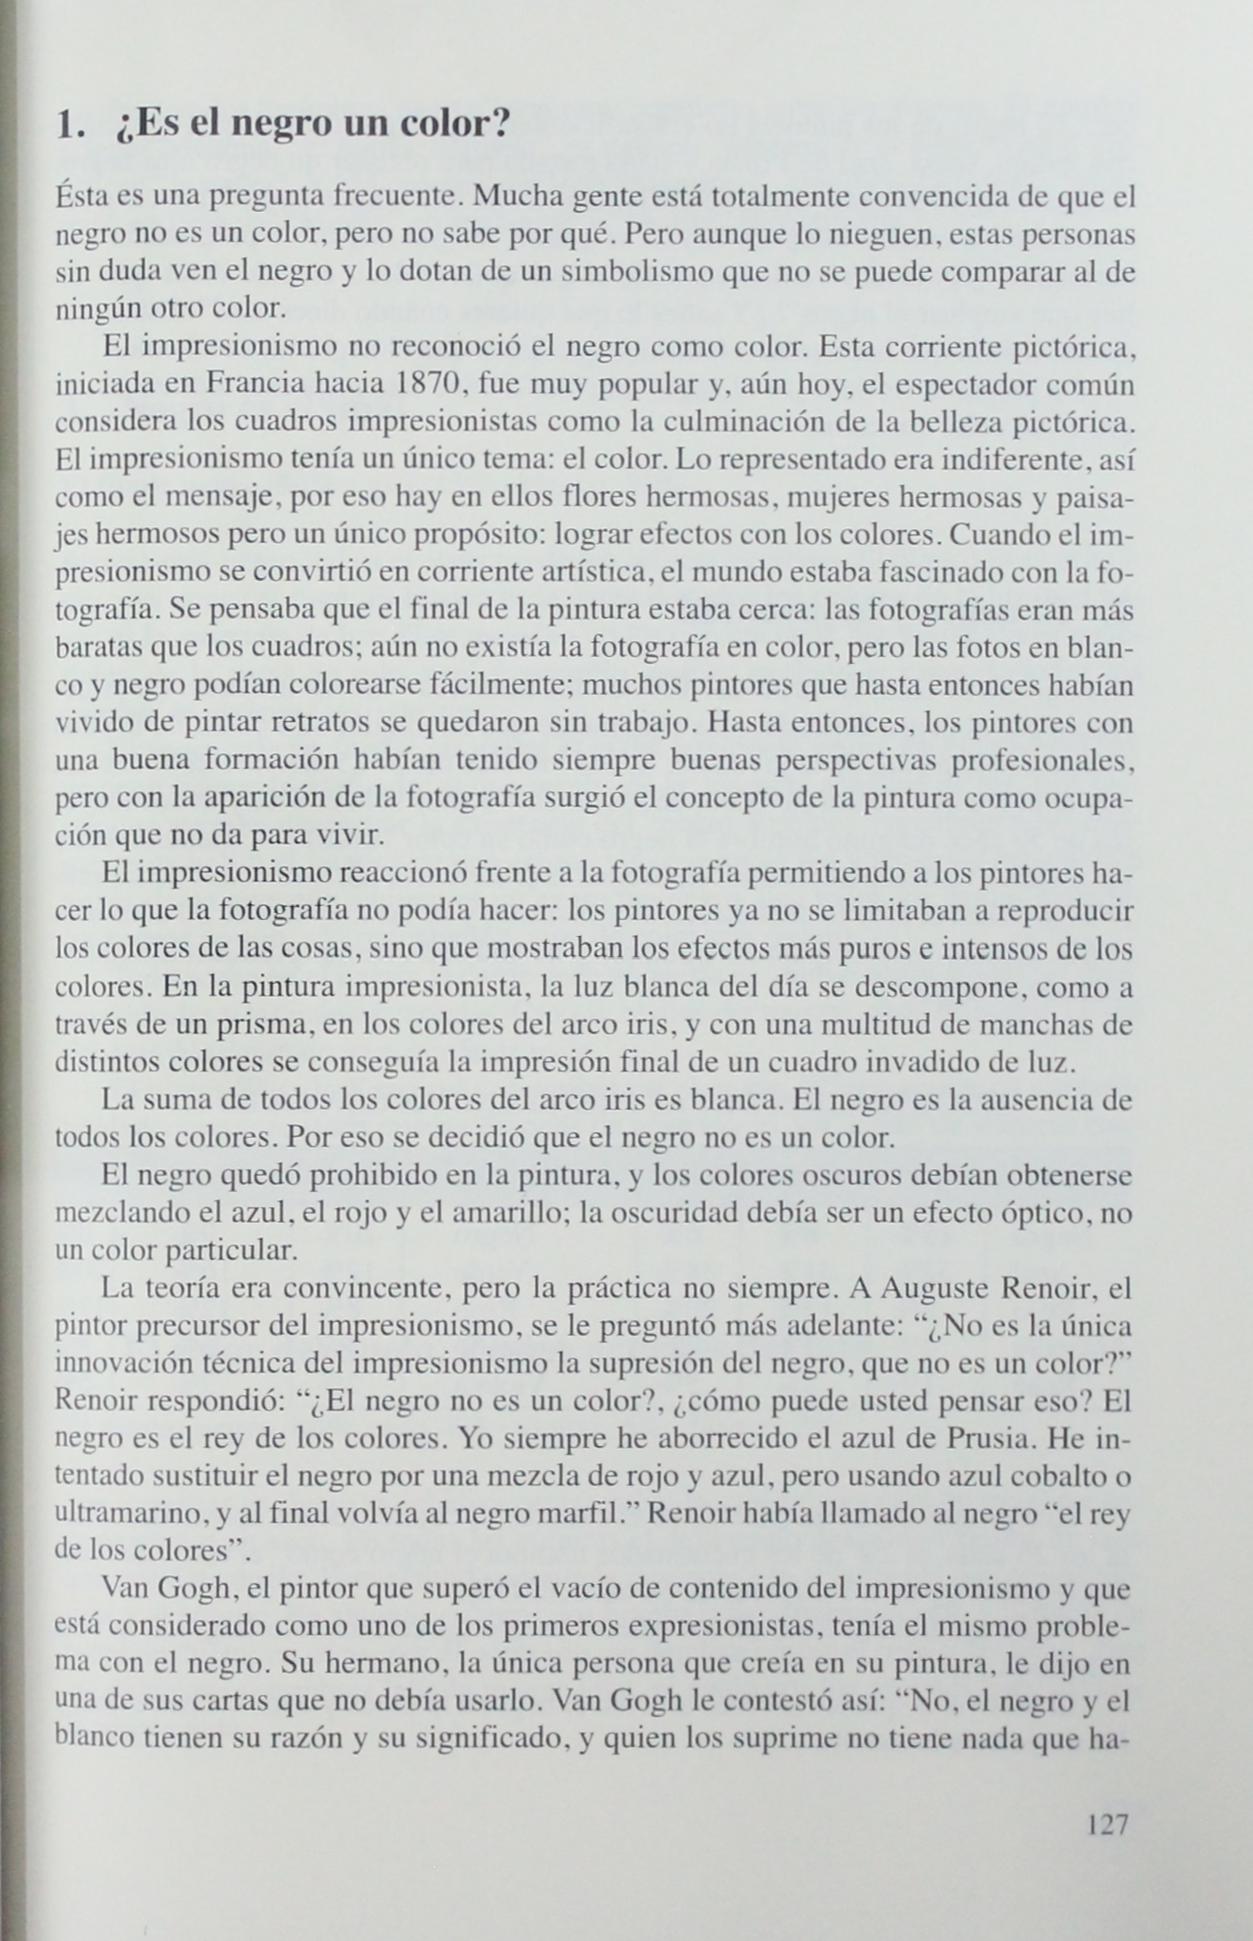 1. ¿Es el negro un color?
Ésta es una pregunta frecuente. Mucha gente está totalmente convencida de que el
negro no es un color, pero no sabe por qué. Pero aunque lo nieguen, estas personas
sin duda ven el negro y lo dotan de un simbolismo que no se puede comparar al de
ningún otro color.
El impresionismo no reconoció el negro como color. Esta corriente pictórica,
iniciada en Francia hacia 1870, fue muy popular y, aún hoy, el espectador común
considera los cuadros impresionistas como la culminación de la belleza pictórica.
El impresionismo tenía un único tema: el color. Lo representado era indiferente, así
como el mensaje, por eso hay en ellos flores hermosas, mujeres hermosas y paisa-
jes hermosos pero un único propósito: lograr efectos con los colores. Cuando el im-
presionismo se convirtió en corriente artística, el mundo estaba fascinado con la fo-
tografía. Se pensaba que el final de la pintura estaba cerca: las fotografías eran más
baratas que los cuadros; aún no existía la fotografía en color, pero las fotos en blan-
co y negro podían colorearse fácilmente; muchos pintores que hasta entonces habían
vivido de pintar retratos se quedaron sin trabajo. Hasta entonces, los pintores con
una buena formación habían tenido siempre buenas perspectivas profesionales,
pero con la aparición de la fotografía surgió el concepto de la pintura como ocupa-
ción que no da para vivir.
El impresionismo reaccionó frente a la fotografía permitiendo a los pintores ha-
cer lo que la fotografía no podía hacer: los pintores ya no se limitaban a reproducir
los colores de las cosas, sino que mostraban los efectos más puros e intensos de los
colores. En la pintura impresionista, la luz blanca del día se descompone, como a
través de un prisma, en los colores del arco iris, y con una multitud de manchas de
distintos colores se conseguía la impresión final de un cuadro invadido de luz.
La suma de todos los colores del arco iris es blanca. El negro es la ausencia de
todos los colores. Por eso se decidió que el negro no es un color.
El negro quedó prohibido en la pintura, y los colores oscuros debían obtenerse
mezclando el azul, el rojo y el amarillo; la oscuridad debía ser un efecto óptico, no
un color particular.
La teoría era convincente, pero la práctica no siempre. A Auguste Renoir, el
pintor precursor del impresionismo, se le preguntó más adelante: “¿No es la única
innovación técnica del impresionismo la supresión del negro, que no es un color?”
Renoir respondió: “¿El negro no es un color?, ¿cómo puede usted pensar eso? El
negro es el rey de los colores. Yo siempre he aborrecido el azul de Prusia. He in-
tentado sustituir el negro por una mezcla de rojo y azul, pero usando azul cobalto o
ultramarino, y al final volvía al negro marfil.” Renoir había llamado al negro “el rey
de los colores”.
Van Gogh, el pintor que superó el vacío de contenido del impresionismo y que
está considerado como uno de los primeros expresionistas, tenía el mismo proble-
ma con el negro. Su hermano, la única persona que creía en su pintura, le dijo en
una de sus cartas que no debía usarlo. Van Gogh le contestó así: “No, el negro y el
blanco tienen su razón y su significado, y quien los suprime no tiene nada que ha-
127